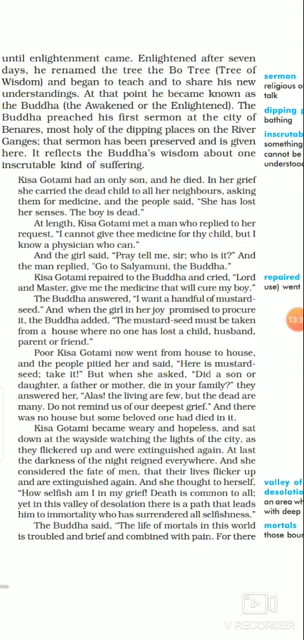 until enlightenment came. Enlightened after seven
days, he renamed the tree the Bo Tree (Tree of
Wisdom) and began to teach and to share his new
understandings. At that point he became known as
the Buddha (the Awakened or the Enlightened). The
Buddha preached his first sermon at the city of
Benares, most holy of the dipping places on the River
Ganges; that sermon has been preserved and is given
here. It reflects the Buddha's wisdom about one
inscrutable kind of suffering.
Kisa Gotami had an only son, and he died. In her grief
she carried the dead child to all her neighbours, asking
them for medicine, and the people said, "She has lost
her senses. The boy is dead."
At length, Kisa Gotami met a man who replied to her
request, "I cannot give thee medicine for thy child, but I
know a physician who can."
And the girl said, "Pray tell me, sir; who is it?" And
the man replied, "Go to Sakyamuni, the Buddha."
Kisa Gotami repaired to the Buddha and cried, "Lord
and Master, give me the medicine that will cure my boy."
The Buddha answered, "I want a handful of mustard-
seed." And when the girl in her joy promised to procure
it, the Buddha added, "The mustard-seed must be taken
from a house where no one has lost a child, husband,
parent or friend."
Poor Kisa Gotami now went from house to house,
and the people pitied her and said, "Here is mustard-
seed; take it!" But when she asked, "Did a son or
daughter, a father or mother, die in your family?" they
answered her, "Alas! the living are few, but the dead
are many. Do not remind us of our deepest grief." And there
was no house but some beloved one had died in it.
Kisa Gotami became weary and hopeless, and sat
down at the wayside watching the lights of the city, as
they flickered up and were extinguished again. At last
the darkness of the night reigned everywhere. And she
considered the fate of men, that their lives flicker up
and are extinguished again. And she thought to herself,
"How selfish am I in my grief! Death is common to all;
yet in this valley of desolation there is a path that leads
him to immortality who has surrendered all selfishness."
The Buddha said, "The life of mortals in this world
is troubled and brief and combined with pain. For there
sermon
religious o
talk
dipping p
bathing
inscrutab
something
cannot be
understoo
repaired
use) went
13:3
valley of
desolatio
an area wh
with deep
mortals
those bour
V RECORDER